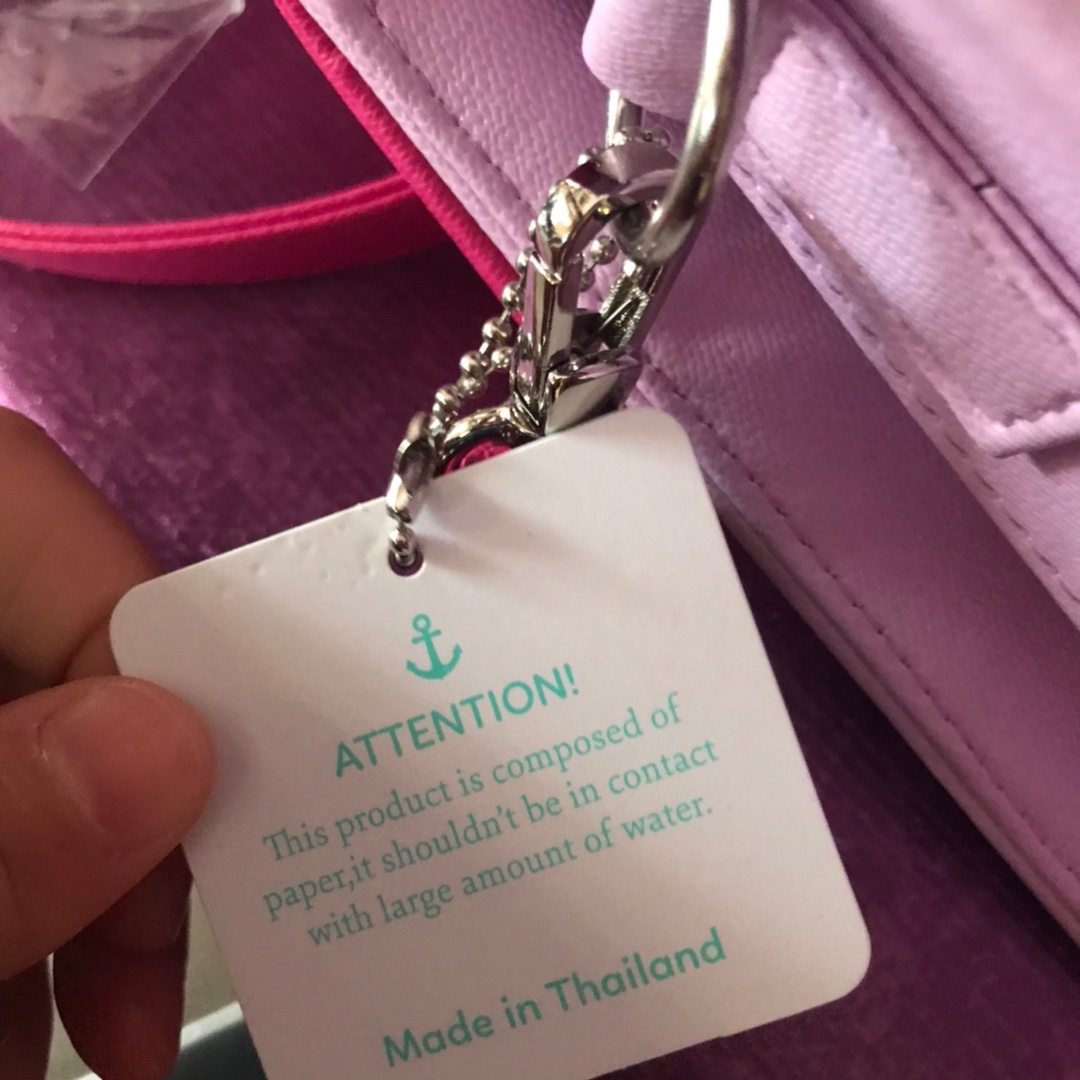 ATTENTION!
This product is composed of
paper,it shouldn't be in contact
with large amount of water.
Made in Thailand